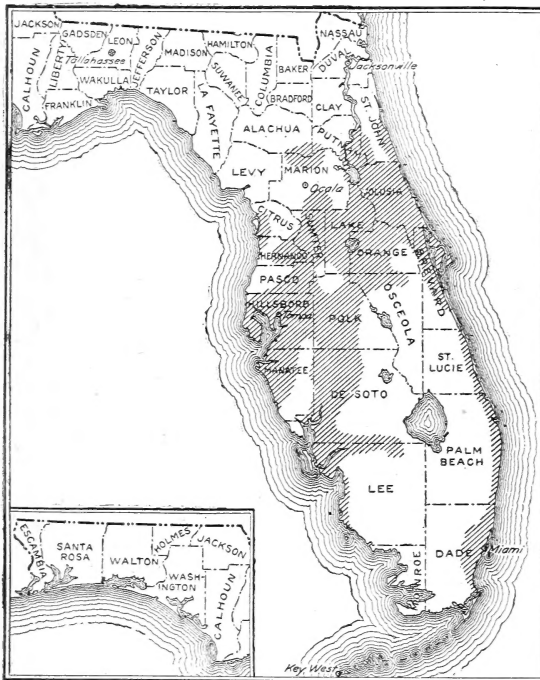 JACKSON
GADSDEN
LEON
Tallahassee
LIBERTY
CALHOUN
WAKULLA
FRANKLIN
JEFFERSON
MADISON
HAMILTON
TAYLOR
SUWANEE
LA FAYETTE
COLUMBIA
BAKER
BRADFORD
NASSAU
DUVAL
Jacksonville
CLAY
ST. JOHN
PUTNAM
ALACHUA
LEVY
MARION
Ocala
VOLUSIA
CITRUS
SUMTER
LAKE
ORANGE
HERNANDO
PASCO
HILLSBORO
Tampa
POLK
OSCEOLA
BREVARD
MANATEE
DE SOTO
ST.
LUCIE
PALM
BEACH
LEE
MONROE
DADE
Miami
Key West
ESCAMBIA
SANTA
ROSA
WALTON
HOLMES
JACKSON
WASH-
INGTON
CALHOUN